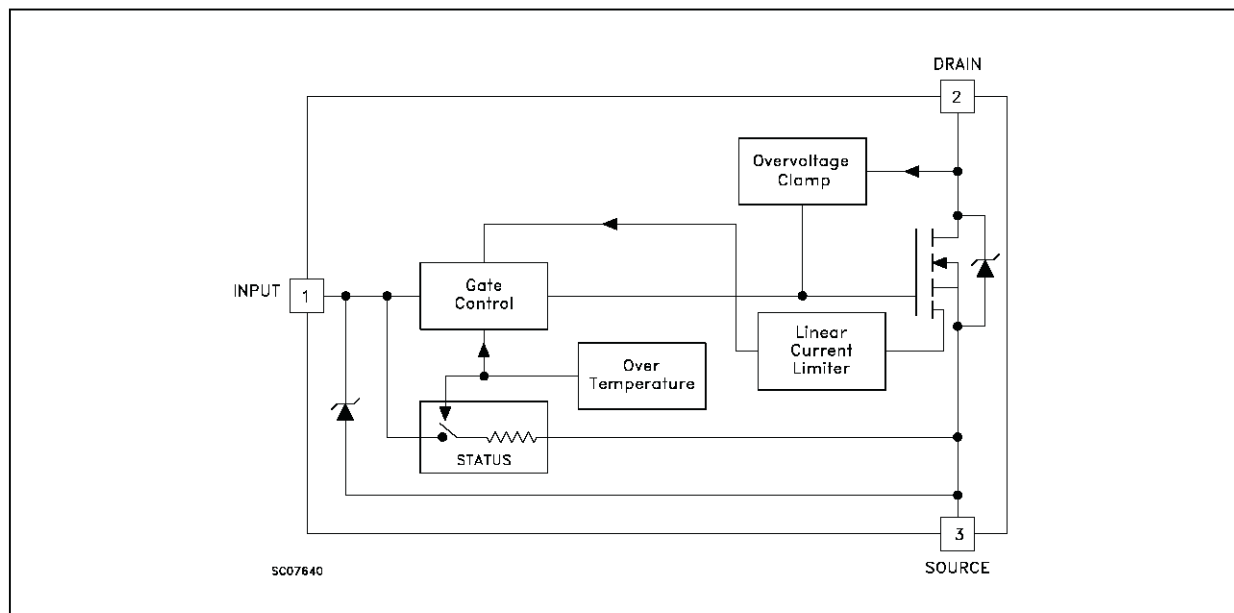 DRAIN
2
Overvoltage
Clamp
INPUT
1
Gate
Control
Linear
Current
Limiter
Over
Temperature
STATUS
3
SOURCE
SC07640